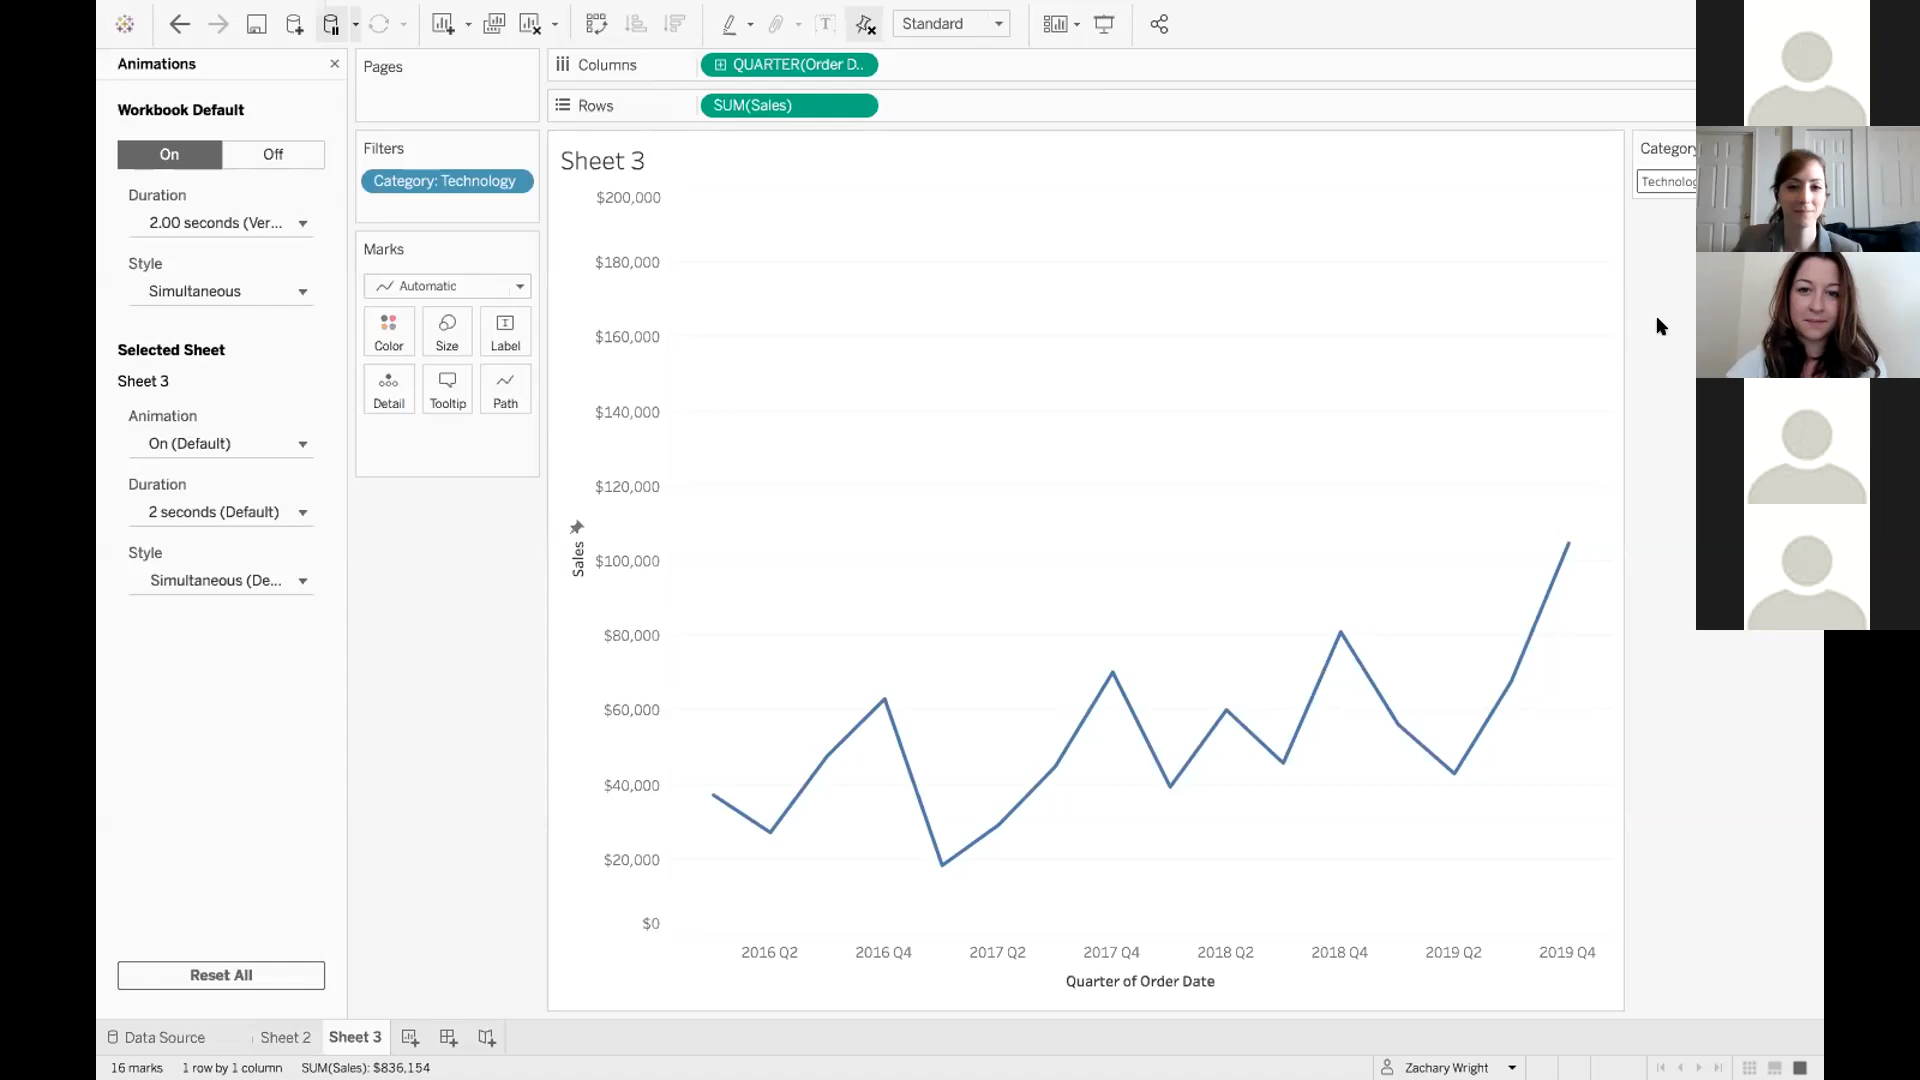 Standard
Animations
Workbook Default
On Off
Duration
2.00 seconds (Ver...
Style
Simultaneous
Selected Sheet
Sheet 3
Animation
On (Default)
Duration
2 seconds (Default)
Style
Simultaneous (De...
Reset All
Pages
Filters
Category: Technology
Marks
Automatic
Color Size Label
Detail Tooltip Path
Columns QUARTER(Order D..
Rows SUM(Sales)
Sheet 3
$200,000
$180,000
$160,000
$140,000
$120,000
$100,000
$80,000
$60,000
$40,000
$20,000
$0
Sales
2016 Q2 2016 Q4 2017 Q2 2017 Q4 2018 Q2 2018 Q4 2019 Q2 2019 Q4
Quarter of Order Date
Category
Technolog
Data Source Sheet 2 Sheet 3
16 marks 1 row by 1 column SUM(Sales): $836,154
Zachary Wright